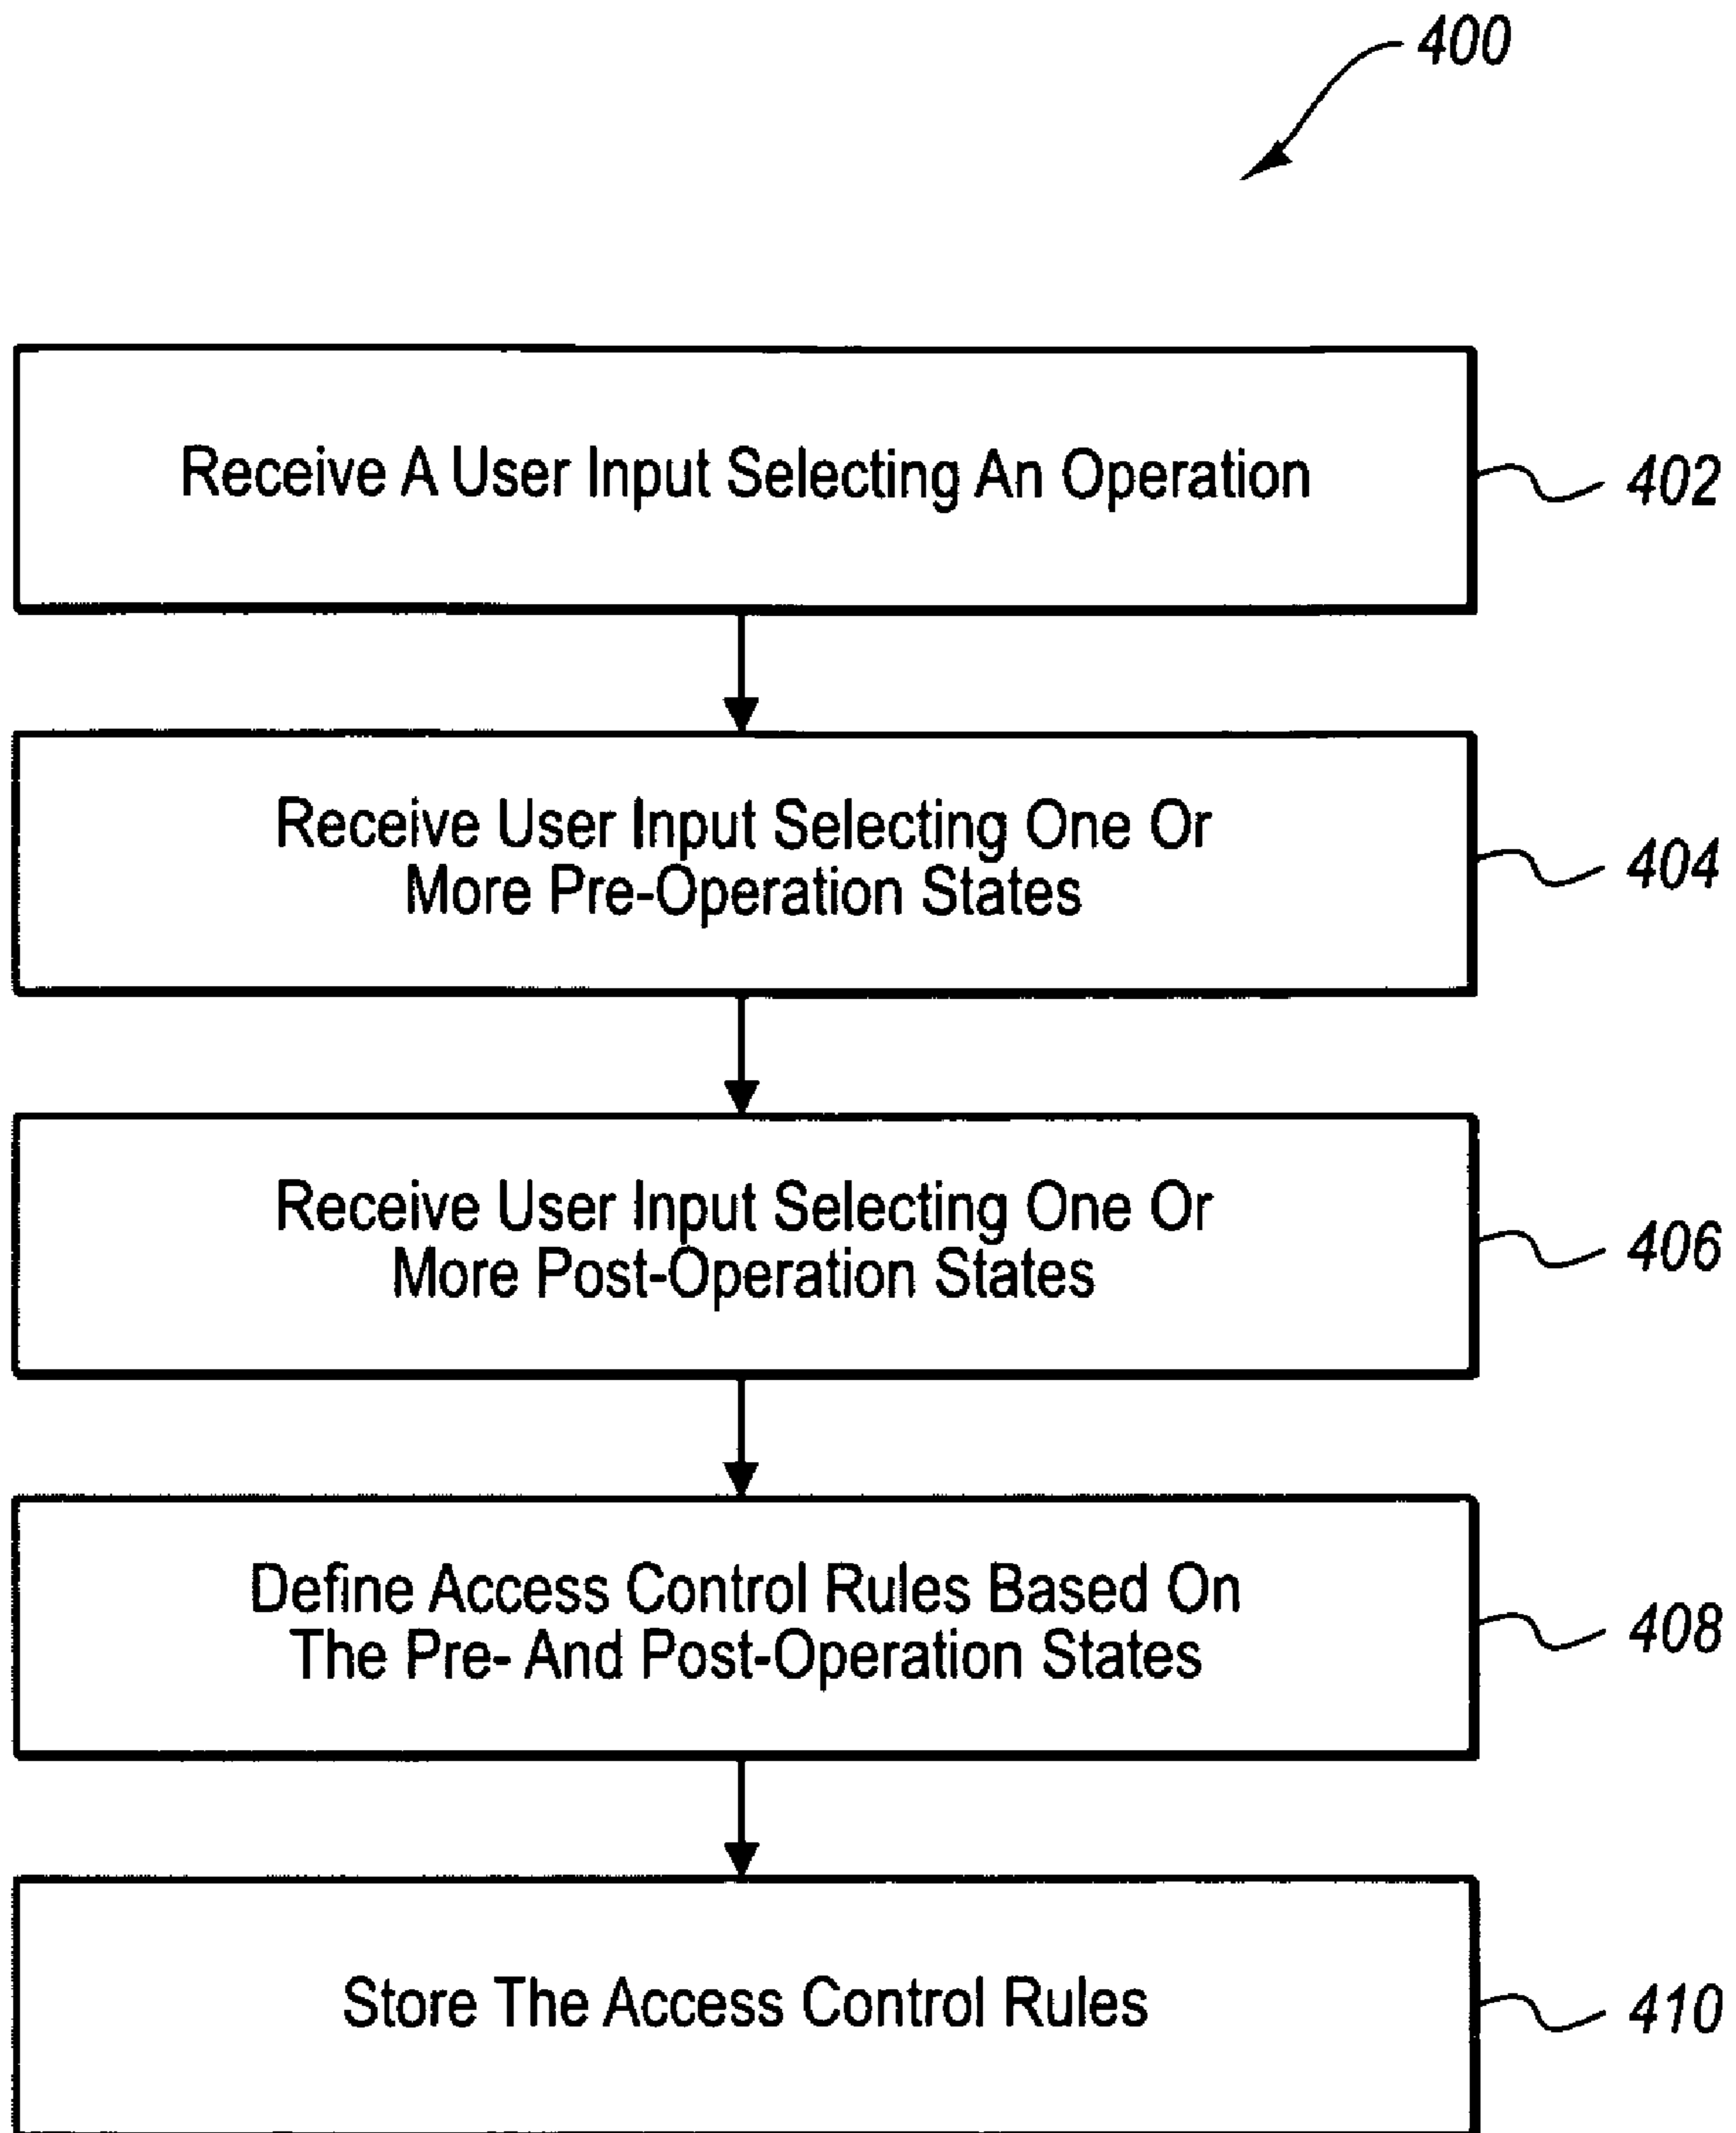 400
Receive A User Input Selecting An Operation
402
Receive User Input Selecting One Or
More Pre-Operation States
404
Receive User Input Selecting One Or
More Post-Operation States
406
Define Access Control Rules Based On
The Pre- And Post-Operation States
408
Store The Access Control Rules
410